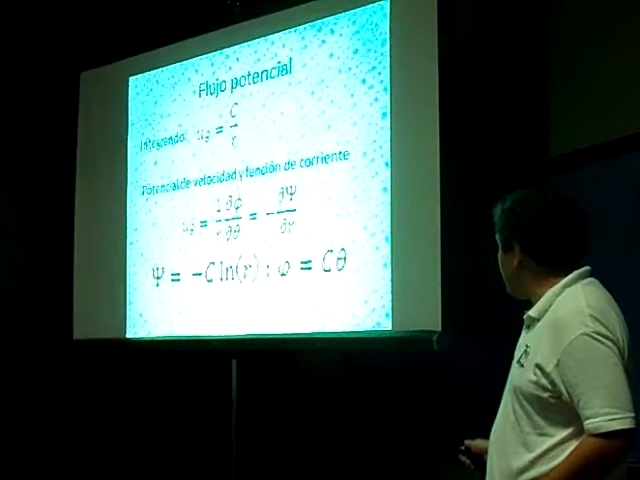 Flujo potencial
Integrando: u_θ = C/r
Potencial de velocidad y función de corriente
u_θ = 1/r ∂φ/∂θ = - ∂Ψ/∂r
Ψ = -C ln(r) ; φ = Cθ